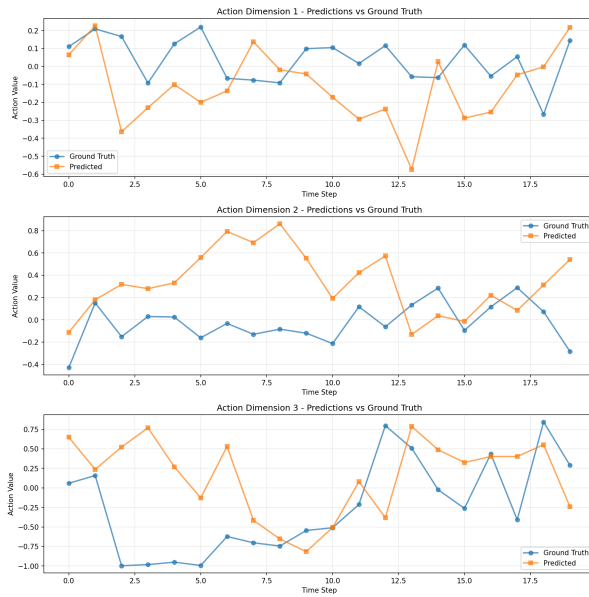 Action Dimension 1 - Predictions vs Ground Truth
0.2
0.1
0.0
−0.1
−0.2
−0.3
−0.4
−0.5
−0.6
Action Value
Ground Truth
Predicted
0.0 2.5 5.0 7.5 10.0 12.5 15.0 17.5
Time Step
Action Dimension 2 - Predictions vs Ground Truth
0.8
0.6
0.4
0.2
0.0
−0.2
−0.4
Action Value
Ground Truth
Predicted
0.0 2.5 5.0 7.5 10.0 12.5 15.0 17.5
Time Step
Action Dimension 3 - Predictions vs Ground Truth
0.75
0.50
0.25
0.00
−0.25
−0.50
−0.75
−1.00
Action Value
Ground Truth
Predicted
0.0 2.5 5.0 7.5 10.0 12.5 15.0 17.5
Time Step